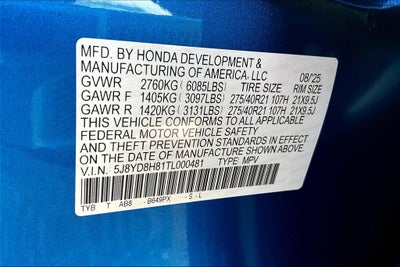 MFD. BY HONDA DEVELOPMENT &
MANUFACTURING OF AMERICA, LLC 08/'25
GVWR 2760KG (6085LBS) TIRE SIZE RIM SIZE
GAWR F 1405KG (3097LBS) 275/40R21 107H 21X9.5J
GAWR R 1420KG (3131LBS) 275/40R21 107H 21X9.5J
THIS VEHICLE CONFORMS TO ALL APPLICABLE
FEDERAL MOTOR VEHICLE SAFETY
AND THEFT PREVENTION STANDARDS IN EFFECT
ON THE DATE OF MANUFACTURE SHOWN ABOVE.
V.I.N.: 5J8YD8H81TL000481 TYPE: MPV
TYB T AB8 - B649PX - S - L